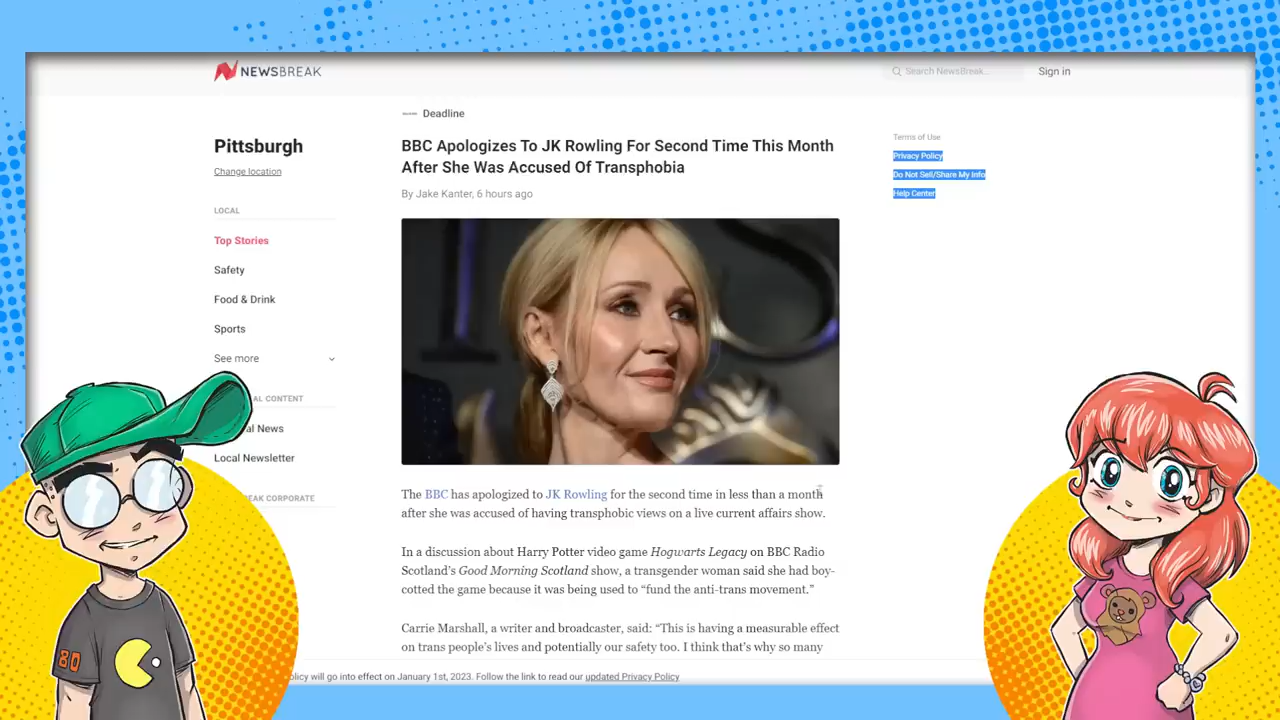 NEWSBREAK
Search NewsBreak...
Sign in
Pittsburgh
Change location
LOCAL
Top Stories
Safety
Food & Drink
Sports
See more
AL CONTENT
al News
Local Newsletter
EAK CORPORATE
Deadline
BBC Apologizes To JK Rowling For Second Time This Month
After She Was Accused Of Transphobia
By Jake Kanter, 6 hours ago
The BBC has apologized to JK Rowling for the second time in less than a month
after she was accused of having transphobic views on a live current affairs show.
In a discussion about Harry Potter video game Hogwarts Legacy on BBC Radio
Scotland's Good Morning Scotland show, a transgender woman said she had boy-
cotted the game because it was being used to “fund the anti-trans movement.”
Carrie Marshall, a writer and broadcaster, said: “This is having a measurable effect
on trans people's lives and potentially our safety too. I think that's why so many
Terms of Use
Privacy Policy
Do Not Sell/Share My Info
Help Center
olicy will go into effect on January 1st, 2023. Follow the link to read our updated Privacy Policy
80